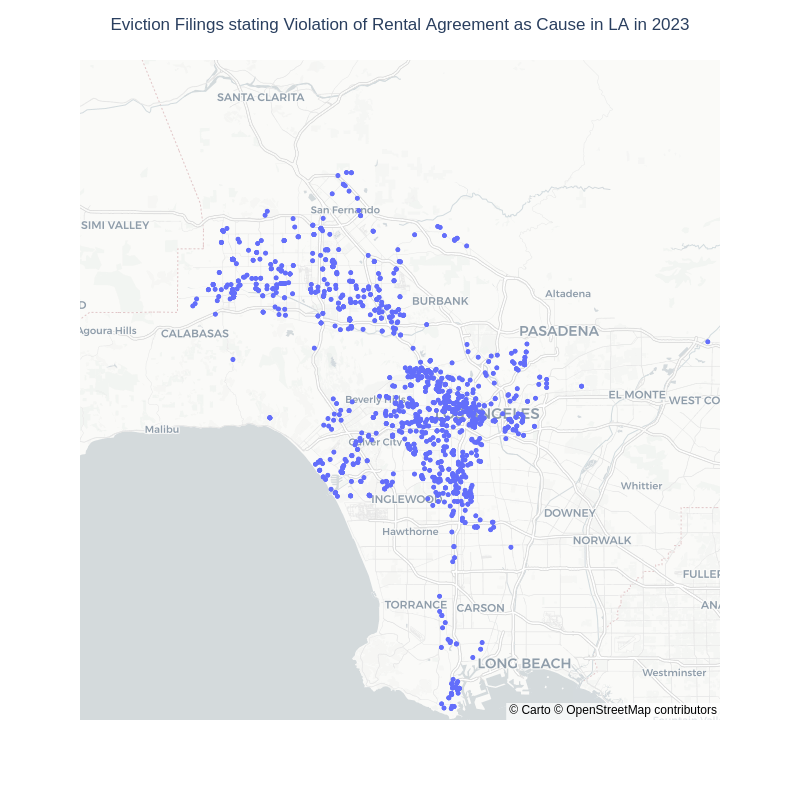 Eviction Filings stating Violation of Rental Agreement as Cause in LA in 2023
SANTA CLARITA
San Fernando
SIMI VALLEY
Altadena
BURBANK
D
Agoura Hills
CALABASAS
PASADENA
EL MONTE
WEST CO
Beverly Hills
NGELES
Malibu
Culver City
Whittier
INGLEWOOD
DOWNEY
Hawthorne
NORWALK
FULLER
TORRANCE
CARSON
ANA
LONG BEACH
Westminster
© Carto © OpenStreetMap contributors